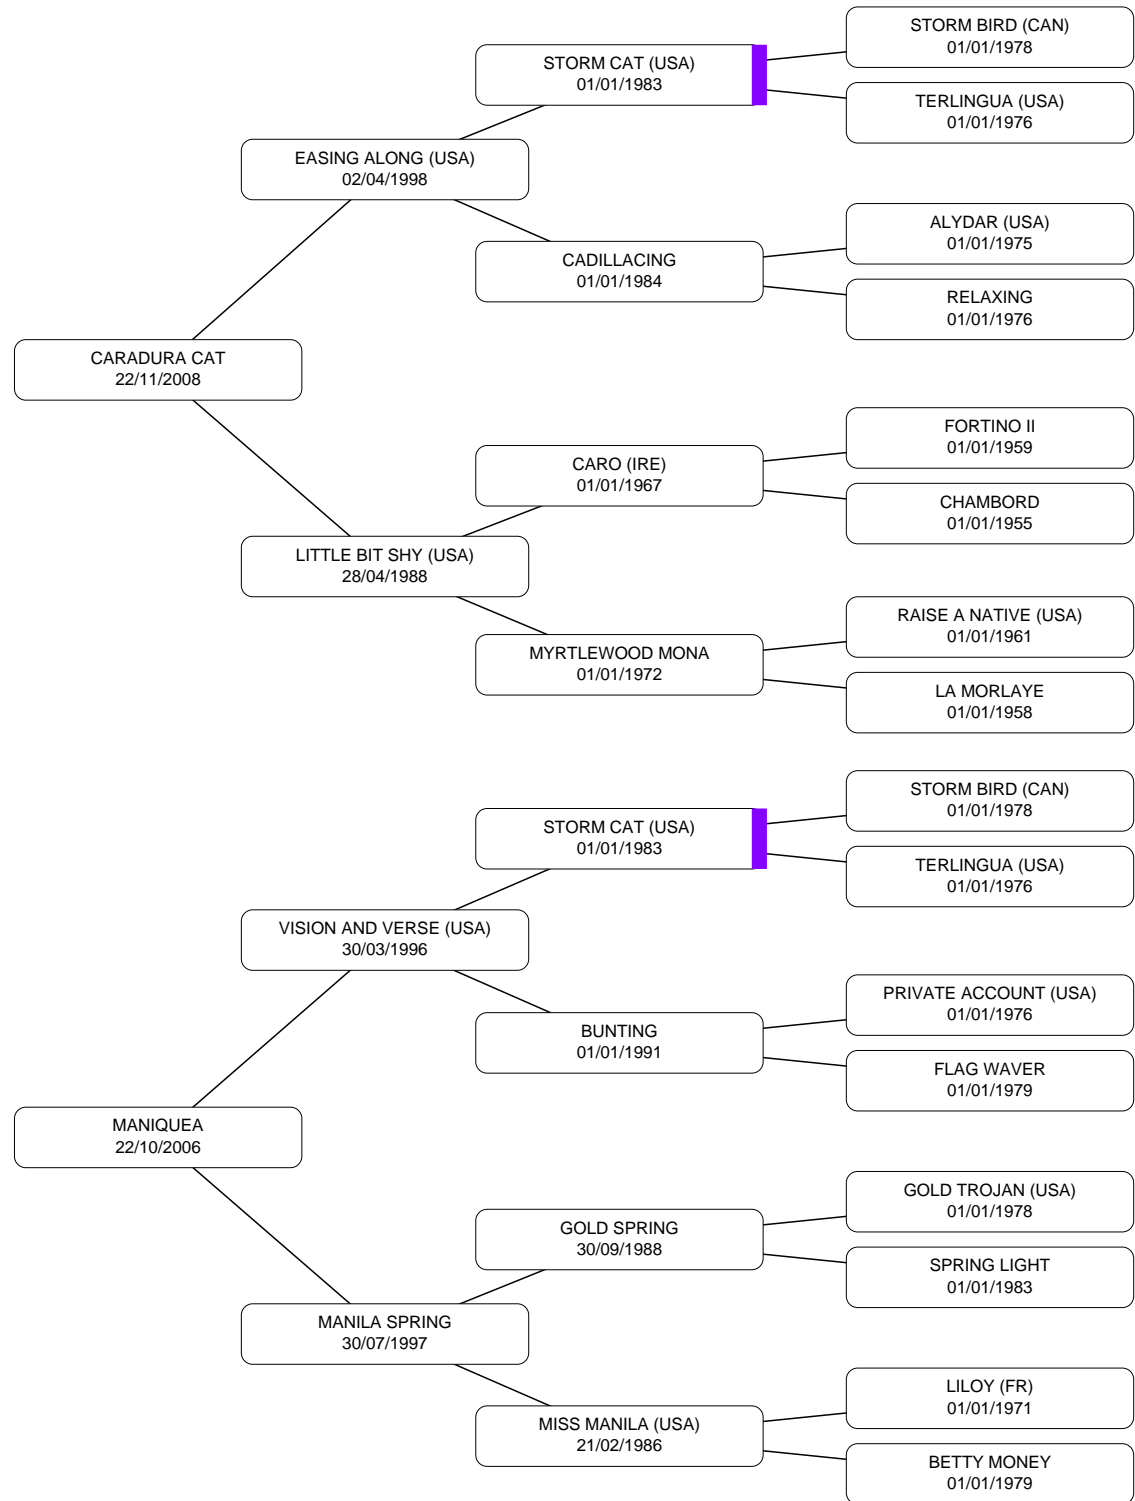 STORM BIRD (CAN)
01/01/1978
STORM CAT (USA)
01/01/1983
TERLINGUA (USA)
01/01/1976
EASING ALONG (USA)
02/04/1998
ALYDAR (USA)
01/01/1975
CADILLACING
01/01/1984
RELAXING
01/01/1976
CARADURA CAT
22/11/2008
FORTINO II
01/01/1959
CARO (IRE)
01/01/1967
CHAMBORD
01/01/1955
LITTLE BIT SHY (USA)
28/04/1988
RAISE A NATIVE (USA)
01/01/1961
MYRTLEWOOD MONA
01/01/1972
LA MORLAYE
01/01/1958
STORM BIRD (CAN)
01/01/1978
STORM CAT (USA)
01/01/1983
TERLINGUA (USA)
01/01/1976
VISION AND VERSE (USA)
30/03/1996
PRIVATE ACCOUNT (USA)
01/01/1976
BUNTING
01/01/1991
FLAG WAVER
01/01/1979
MANIQUEA
22/10/2006
GOLD TROJAN (USA)
01/01/1978
GOLD SPRING
30/09/1988
SPRING LIGHT
01/01/1983
MANILA SPRING
30/07/1997
LILOY (FR)
01/01/1971
MISS MANILA (USA)
21/02/1986
BETTY MONEY
01/01/1979